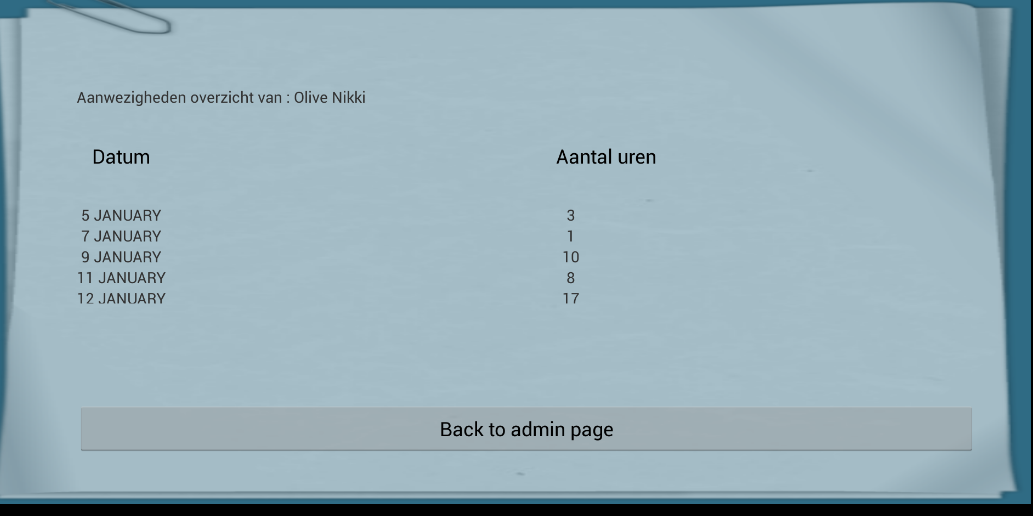 Aanwezigheden overzicht van : Olive Nikki
Datum Aantal uren
5 JANUARY 3
7 JANUARY 1
9 JANUARY 10
11 JANUARY 8
12 JANUARY 17
Back to admin page